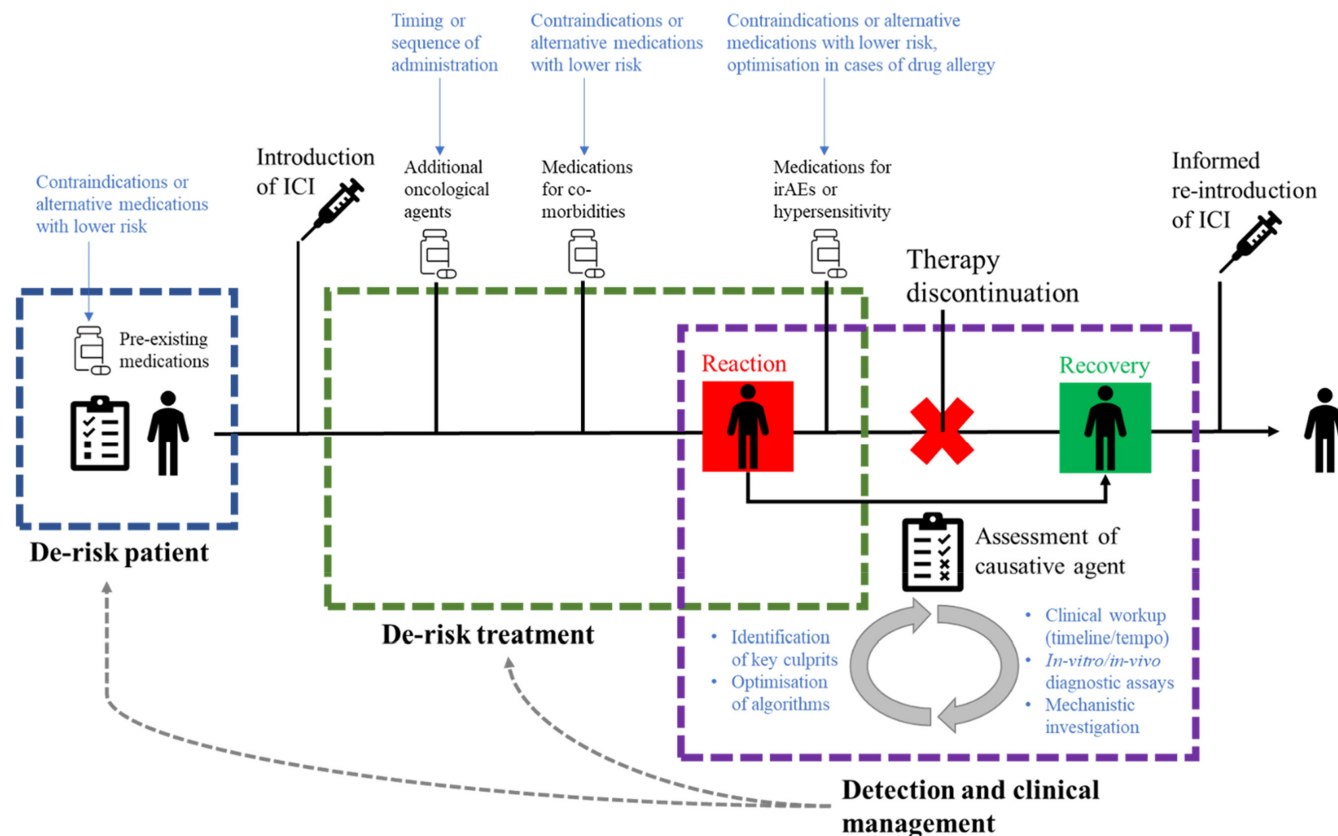 Timing or
sequence of
administration
Contraindications or
alternative medications
with lower risk
Contraindications or alternative
medications with lower risk,
optimisation in cases of drug allergy
Contraindications or
alternative medications
with lower risk
Introduction
of ICI
Additional
oncological
agents
Medications
for co-
morbidities
Medications for
irAEs or
hypersensitivity
Informed
re-introduction
of ICI
Therapy
discontinuation
Pre-existing
medications
Reaction
Recovery
De-risk patient
De-risk treatment
Assessment of
causative agent
• Identification
of key culprits
• Optimisation
of algorithms
• Clinical workup
(timeline/tempo)
• In-vitro/in-vivo
diagnostic assays
• Mechanistic
investigation
Detection and clinical
management